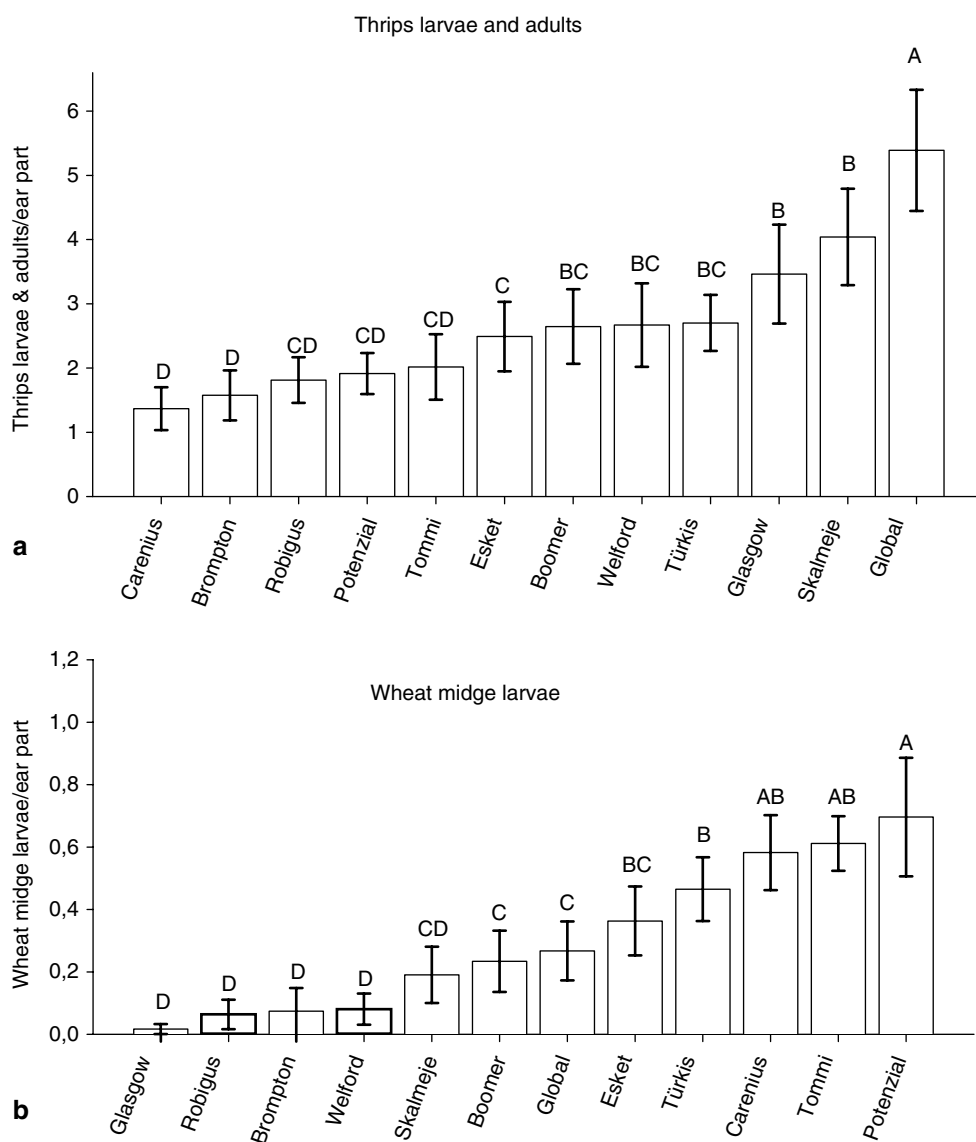 Thrips larvae and adults
Thrips larvae & adults/ear part
6
5
4
3
2
1
0
D
D
CD
CD
CD
C
BC
BC
BC
B
B
A
Carenius
Brompton
Robigus
Potenzial
Tommi
Esket
Boomer
Welford
Türkis
Glasgow
Skalmeje
Global
a
Wheat midge larvae
Wheat midge larvae/ear part
1,2
1,0
0,8
0,6
0,4
0,2
0,0
D
D
D
D
CD
C
C
BC
B
AB
AB
A
Glasgow
Robigus
Brompton
Welford
Skalmeje
Boomer
Global
Esket
Türkis
Carenius
Tommi
Potenzial
b